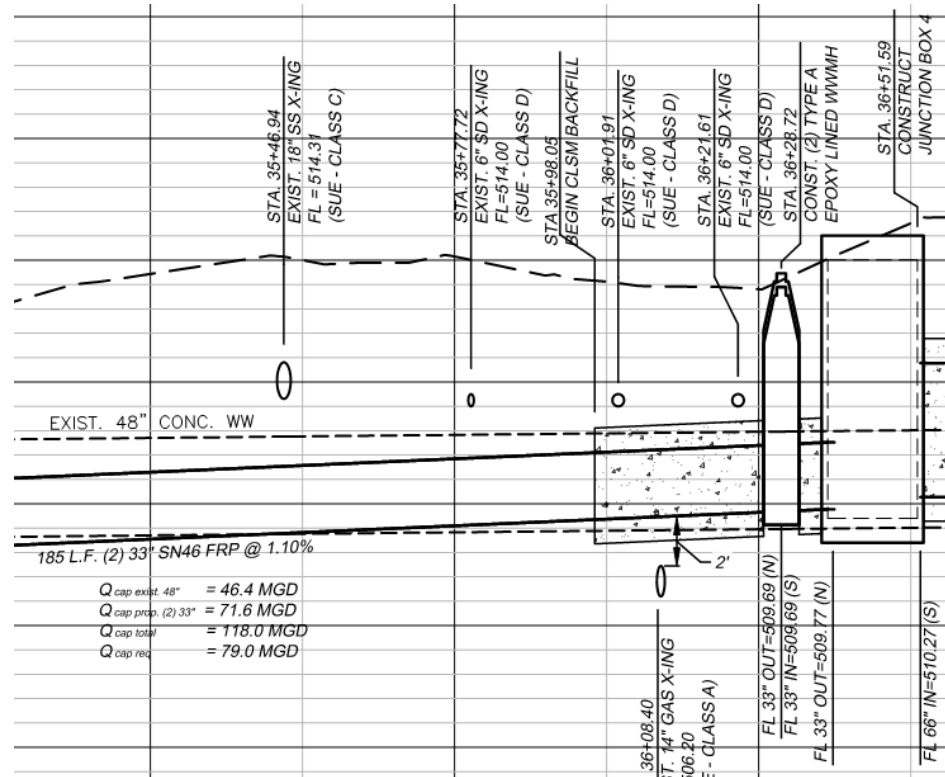 STA. 35+46.94
EXIST. 18" SS X-ING
FL = 514.31
(SUE - CLASS C)
STA. 35+77.72
EXIST. 6" SD X-ING
FL=514.00
(SUE - CLASS D)
STA 35+98.05
BEGIN CLSM BACKFILL
STA. 36+01.91
EXIST. 6" SD X-ING
FL=514.00
(SUE - CLASS D)
STA. 36+21.61
EXIST. 6" SD X-ING
FL=514.00
(SUE - CLASS D)
STA. 36+28.72
CONST. (2) TYPE A
EPOXY LINED WWMH
STA. 36+51.59
CONSTRUCT
JUNCTION BOX 4
EXIST. 48" CONC. WW
185 L.F. (2) 33" SN46 FRP @ 1.10%
Q cap exist. 48" = 46.4 MGD
Q cap prop. (2) 33" = 71.6 MGD
Q cap total = 118.0 MGD
Q cap req = 79.0 MGD
2'
36+08.40
ST. 14" GAS X-ING
506.20
E - CLASS A)
FL 33" OUT=509.69 (N)
FL 33" IN=509.69 (S)
FL 33" OUT=509.77 (N)
FL 66" IN=510.27 (S)